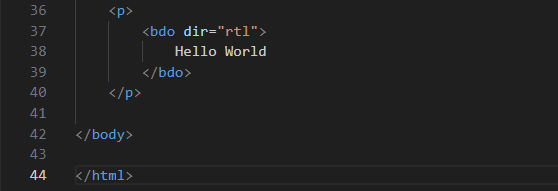 36 <p>
37 <bdo dir="rtl">
38 Hello World
39 </bdo>
40 </p>
41
42 </body>
43
44 </html>